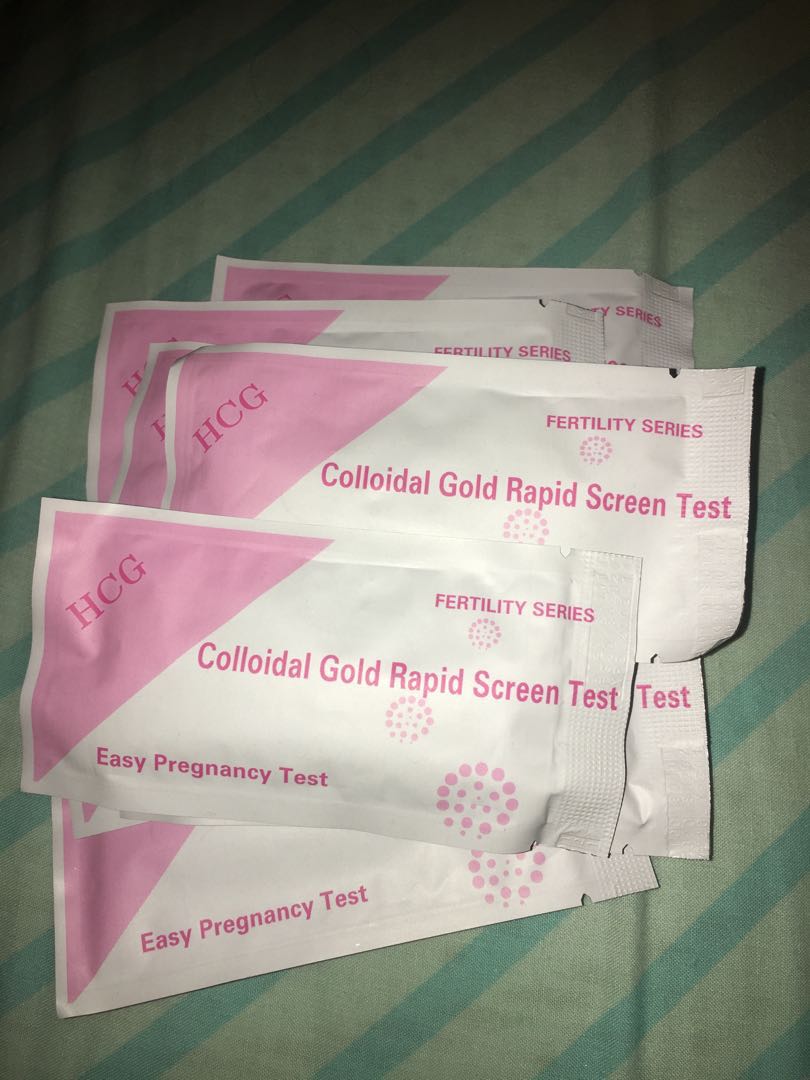 TY SERIES
FERTILITY SERIES
HCG
FERTILITY SERIES
Colloidal Gold Rapid Screen Test
HCG
FERTILITY SERIES
Colloidal Gold Rapid Screen Test
Test
Easy Pregnancy Test
Easy Pregnancy Test